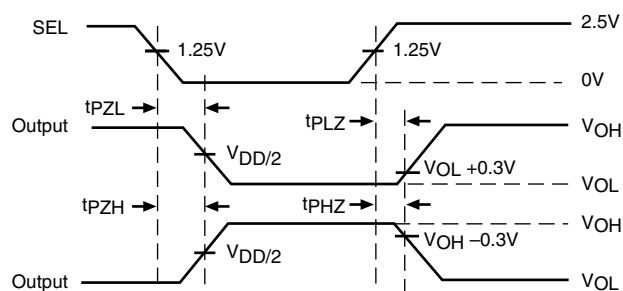 SEL 1.25V 1.25V 2.5V
0V
tPZL tPLZ
Output VDD/2 VOL +0.3V VOH
VOL
tPZH tPHZ VOH
VDD/2 VOH –0.3V
Output VOL